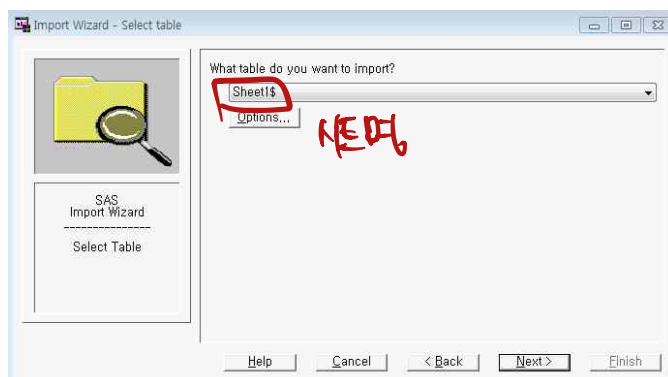 Import Wizard - Select table
What table do you want to import?
Sheet1$
Options...
시트명
SAS
Import Wizard
---------------
Select Table
Help
Cancel
< Back
Next >
Finish